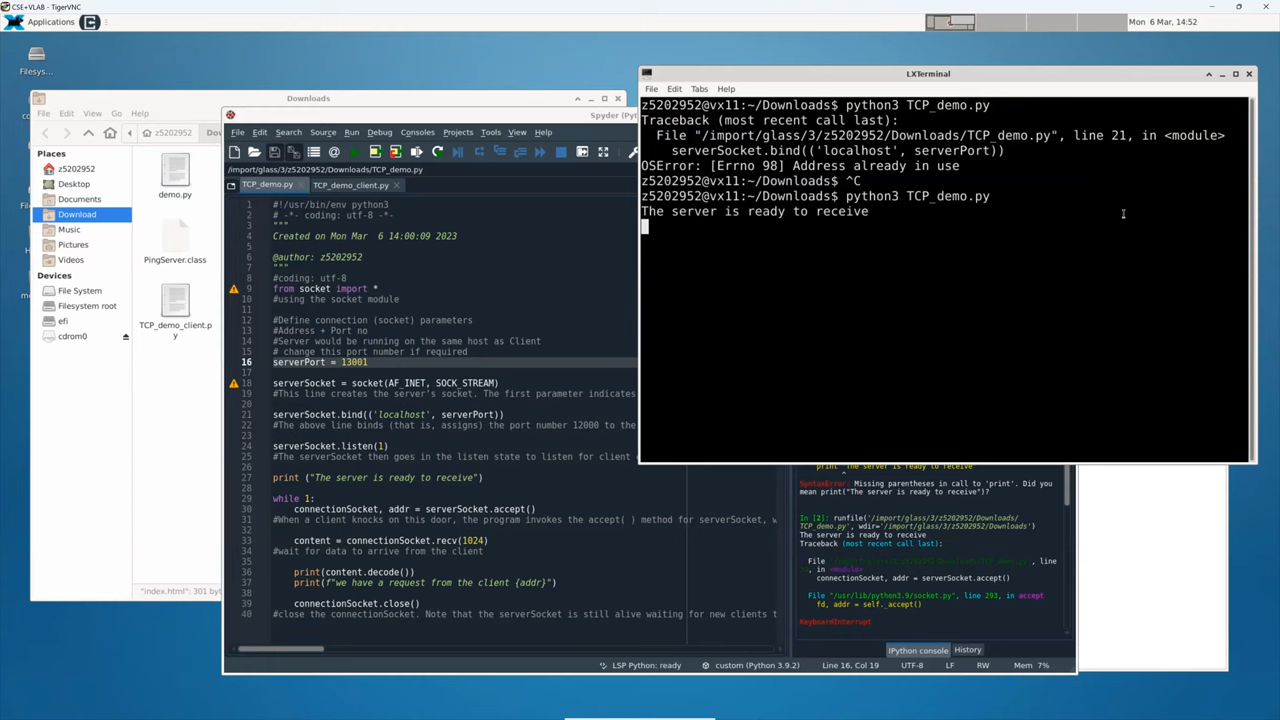 CSE+VLAB - TigerVNC
Applications
Mon 6 Mar, 14:52
Filesys...
Downloads
File Edit View Go Help
z5202952
Places
z5202952
Desktop
Documents
Download
Music
Pictures
Videos
Devices
File System
Filesystem root
efi
cdrom0
demo.py
PingServer.class
TCP_demo_client.p
y
"index.html": 301 byt
File Edit Search Source Run Debug Consoles Projects Tools View Help
/import/glass/3/z5202952/Downloads/TCP_demo.py
TCP_demo.py
TCP_demo_client.py
1 #!/usr/bin/env python3
2 # -*- coding: utf-8 -*-
3 """
4 Created on Mon Mar 6 14:00:09 2023
5
6 @author: z5202952
7 """
8 #coding: utf-8
9 from socket import *
10 #using the socket module
11
12 #Define connection (socket) parameters
13 #Address + Port no
14 #Server would be running on the same host as Client
15 # change this port number if required
16 serverPort = 13001
17
18 serverSocket = socket(AF_INET, SOCK_STREAM)
19 #This line creates the server's socket. The first parameter indicates
20
21 serverSocket.bind(('localhost', serverPort))
22 #The above line binds (that is, assigns) the port number 12000 to the
23
24 serverSocket.listen(1)
25 #The serverSocket then goes in the listen state to listen for client
26
27 print ("The server is ready to receive")
28
29 while 1:
30 connectionSocket, addr = serverSocket.accept()
31 #When a client knocks on this door, the program invokes the accept( ) method for serverSocket, w
32
33 content = connectionSocket.recv(1024)
34 #wait for data to arrive from the client
35
36 print(content.decode())
37 print(f"we have a request from the client {addr}")
38
39 connectionSocket.close()
40 #close the connectionSocket. Note that the serverSocket is still alive waiting for new clients t
LXTerminal
File Edit Tabs Help
z5202952@vx11:~/Downloads$ python3 TCP_demo.py
Traceback (most recent call last):
File "/import/glass/3/z5202952/Downloads/TCP_demo.py", line 21, in <module>
serverSocket.bind(('localhost', serverPort))
OSError: [Errno 98] Address already in use
z5202952@vx11:~/Downloads$ ^C
z5202952@vx11:~/Downloads$ python3 TCP_demo.py
The server is ready to receive
SyntaxError: Missing parentheses in call to 'print'. Did you
mean print("The server is ready to receive")?
In [2]: runfile('/import/glass/3/z5202952/Downloads/
TCP_demo.py', wdir='/import/glass/3/z5202952/Downloads')
The server is ready to receive
Traceback (most recent call last):
File
, line
, in <module>
connectionSocket, addr = serverSocket.accept()
File "/usr/lib/python3.9/socket.py", line 293, in accept
fd, addr = self._accept()
KeyboardInterrupt
IPython console
History
LSP Python: ready
custom (Python 3.9.2)
Line 16, Col 19
UTF-8
LF
RW
Mem 7%